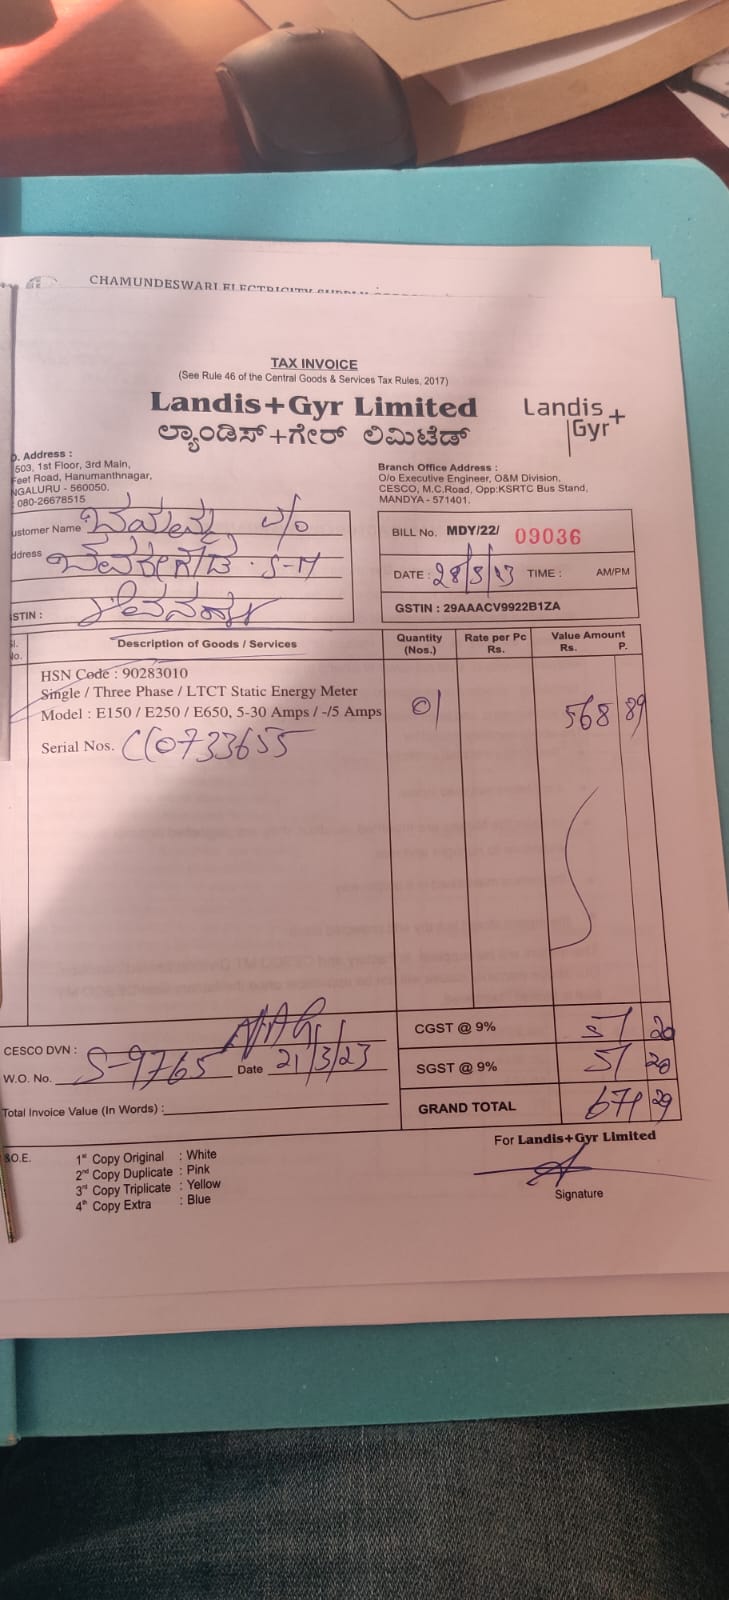 CHAMUNDESWARI ELECTRICITY SUPPLY
TAX INVOICE
(See Rule 46 of the Central Goods & Services Tax Rules, 2017)
Landis+Gyr Limited
ಲ್ಯಾಂಡಿಸ್+ಗೇರ್ ಲಿಮಿಟೆಡ್
Landis+Gyr
Address :
503, 1st Floor, 3rd Main,
Feet Road, Hanumanthnagar,
NGALURU - 560050.
080-26678515
Branch Office Address :
O/o Executive Engineer, O&M Division,
CESCO, M.C.Road, Opp:KSRTC Bus Stand,
MANDYA - 571401.
ustomer Name
ddress
STIN :
BILL No. MDY/22/ 09036
DATE : TIME : AM/PM
GSTIN : 29AAACV9922B1ZA
No. Description of Goods / Services Quantity (Nos.) Rate per Pc Rs. Value Amount Rs. P.
HSN Code : 90283010
Single / Three Phase / LTCT Static Energy Meter
Model : E150 / E250 / E650, 5-30 Amps / -/5 Amps 01 568 89
Serial Nos.
CESCO DVN :
W.O. No. S-9765 Date 21/3/23
Total Invoice Value (In Words) :
CGST @ 9% 51 20
SGST @ 9% 51 20
GRAND TOTAL 671 29
&O.E.
1st Copy Original : White
2nd Copy Duplicate : Pink
3rd Copy Triplicate : Yellow
4th Copy Extra : Blue
For Landis+Gyr Limited
Signature